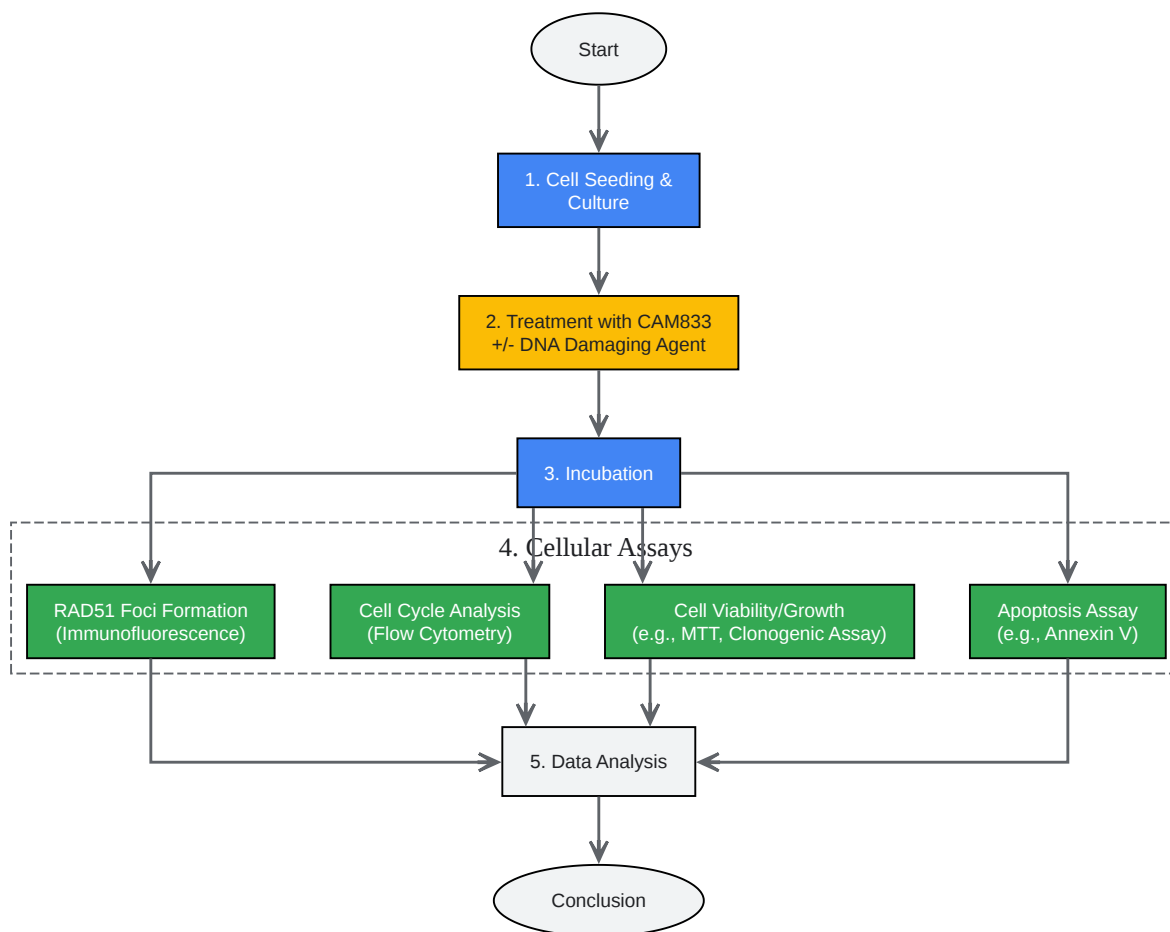 Start
1. Cell Seeding &
Culture
2. Treatment with CAM833
+/- DNA Damaging Agent
3. Incubation
4. Cellular Assays
RAD51 Foci Formation
(Immunofluorescence)
Cell Cycle Analysis
(Flow Cytometry)
Cell Viability/Growth
(e.g., MTT, Clonogenic Assay)
Apoptosis Assay
(e.g., Annexin V)
5. Data Analysis
Conclusion